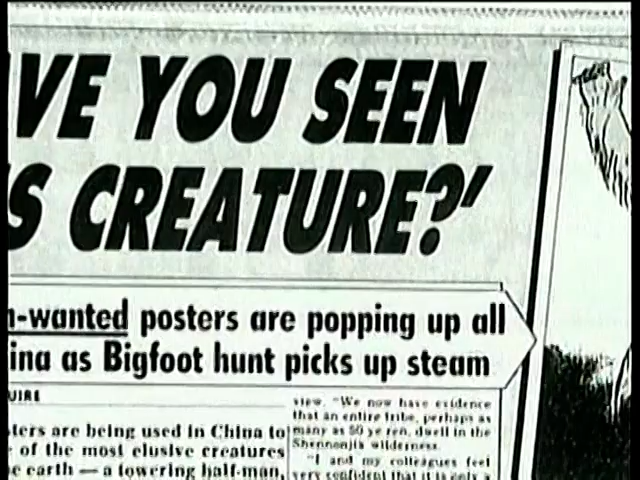 VE YOU SEEN
S CREATURE?'
-wanted posters are popping up all
ina as Bigfoot hunt picks up steam
UIRE
ters are being used in China to
of the most elusive creatures
e earth — a towering half-man,
view. "We now have evidence
that an entire tribe, perhaps as
many as 50 ye ren, dwell in the
Shennonjia wilderness.
"I and my colleagues feel
very confident that it is only a